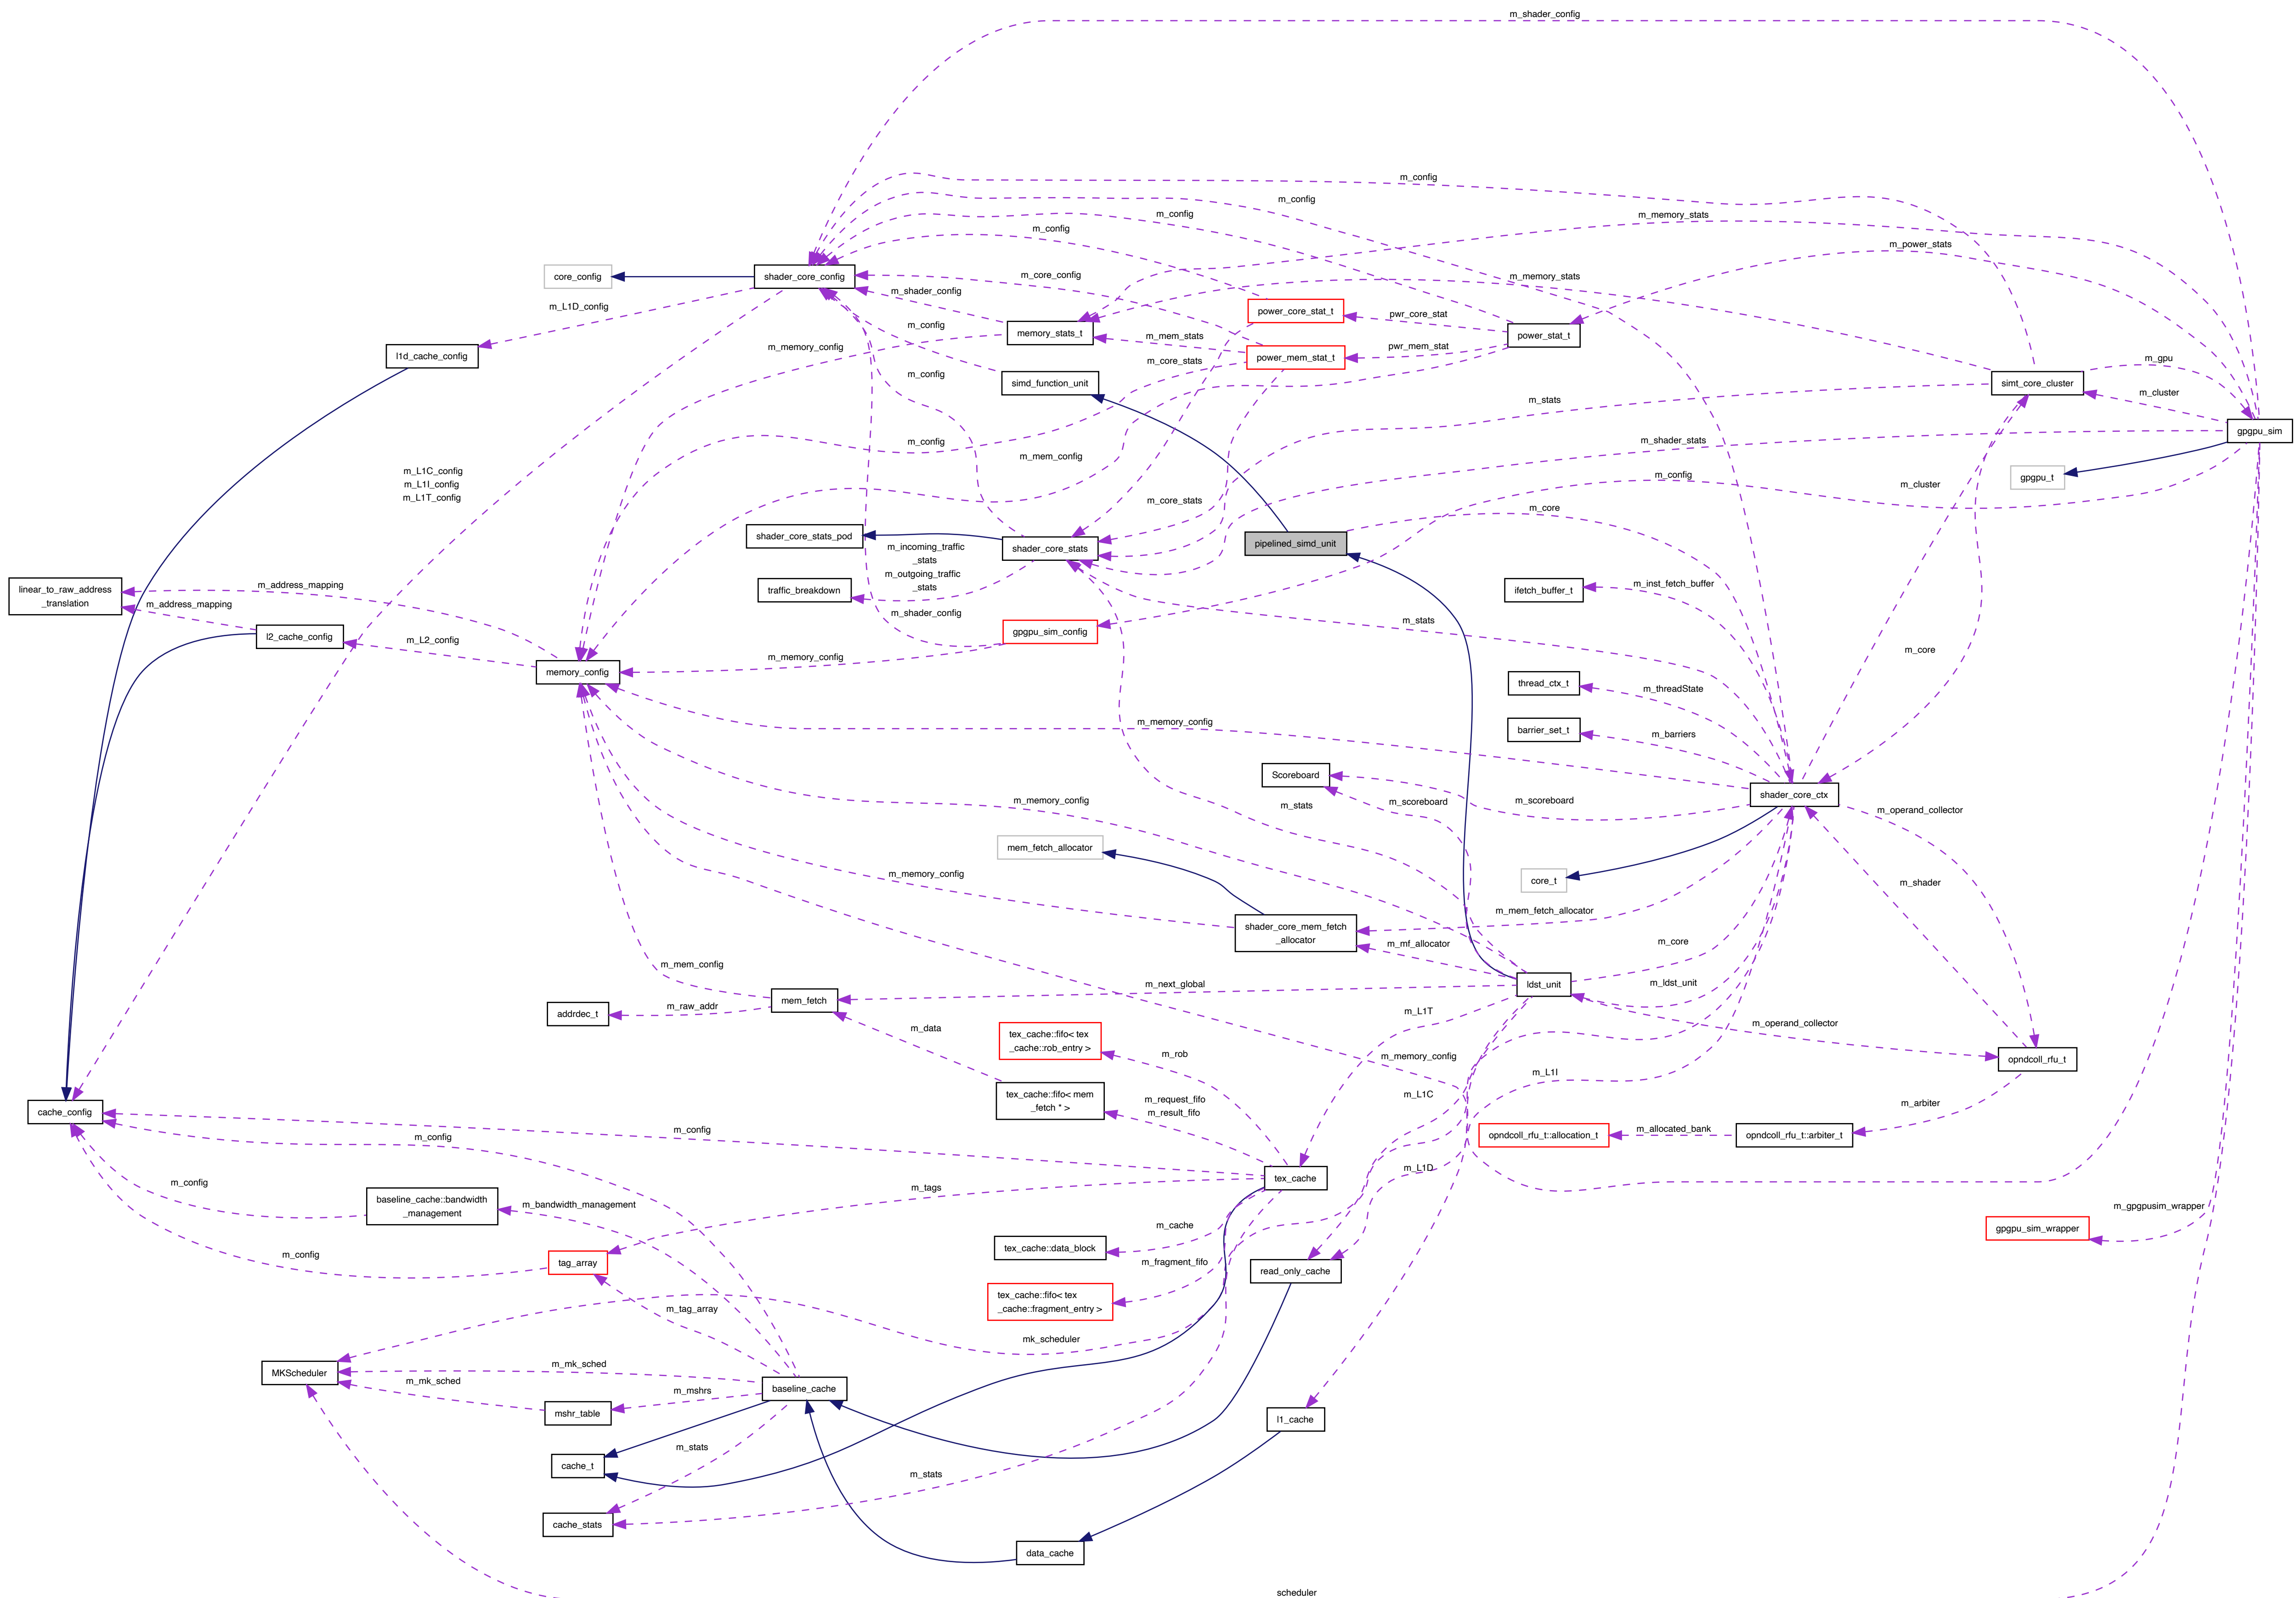 m_shader_config
m_config
m_config
m_config
m_memory_stats
m_config
m_power_stats
core_config
shader_core_config
m_core_config
m_memory_stats
m_shader_config
m_L1D_config
power_core_stat_t
pwr_core_stat
m_config
memory_stats_t
m_mem_stats
power_stat_t
m_memory_config
pwr_mem_stat
l1d_cache_config
power_mem_stat_t
m_gpu
m_core_stats
m_config
simd_function_unit
simt_core_cluster
m_cluster
m_stats
gpgpu_sim
m_config
m_shader_stats
m_mem_config
m_L1C_config
m_L1I_config
m_L1T_config
m_config
gpgpu_t
m_cluster
m_core_stats
m_core
shader_core_stats_pod
shader_core_stats
pipelined_simd_unit
m_incoming_traffic
_stats
m_outgoing_traffic
_stats
m_address_mapping
linear_to_raw_address
_translation
traffic_breakdown
m_inst_fetch_buffer
ifetch_buffer_t
m_address_mapping
m_shader_config
m_stats
l2_cache_config
m_L2_config
gpgpu_sim_config
m_core
m_memory_config
memory_config
thread_ctx_t
m_threadState
m_memory_config
barrier_set_t
m_barriers
Scoreboard
m_memory_config
m_stats
m_scoreboard
m_scoreboard
shader_core_ctx
m_operand_collector
mem_fetch_allocator
m_memory_config
core_t
m_shader
m_mem_fetch_allocator
shader_core_mem_fetch
_allocator
m_mf_allocator
m_core
m_mem_config
m_next_global
ldst_unit
m_ldst_unit
mem_fetch
m_raw_addr
addrdec_t
m_L1T
m_operand_collector
m_data
tex_cache::fifo< tex
_cache::rob_entry >
m_rob
m_memory_config
opndcoll_rfu_t
m_L1I
tex_cache::fifo< mem
_fetch * >
m_request_fifo
m_result_fifo
m_L1C
m_arbiter
cache_config
m_config
m_config
m_allocated_bank
opndcoll_rfu_t::allocation_t
opndcoll_rfu_t::arbiter_t
m_L1D
tex_cache
m_config
m_tags
baseline_cache::bandwidth
_management
m_bandwidth_management
m_gpgpusim_wrapper
m_cache
gpgpu_sim_wrapper
tex_cache::data_block
m_config
tag_array
m_fragment_fifo
read_only_cache
tex_cache::fifo< tex
_cache::fragment_entry >
m_tag_array
mk_scheduler
m_mk_sched
MKScheduler
m_mk_sched
m_mshrs
baseline_cache
mshr_table
l1_cache
m_stats
cache_t
m_stats
cache_stats
data_cache
scheduler